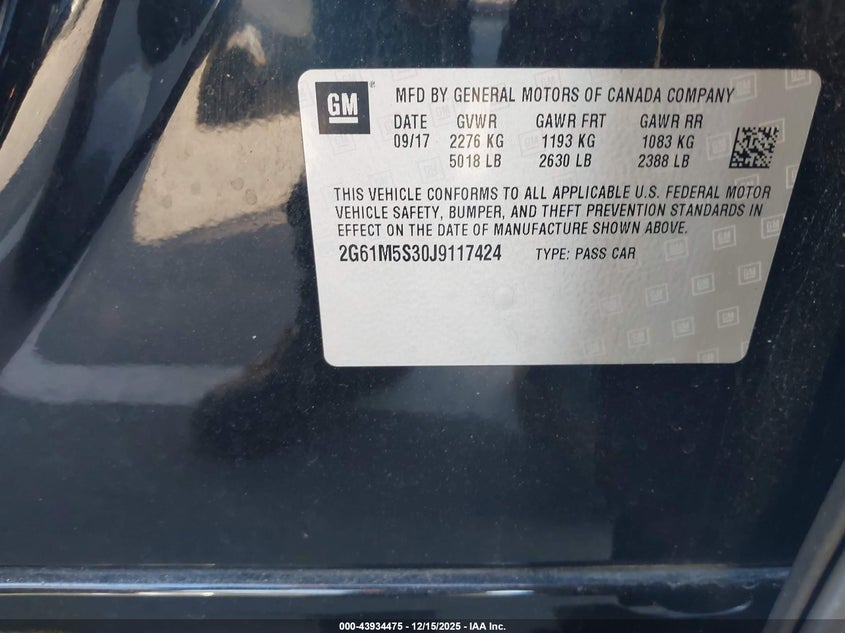 GM ® MFD BY GENERAL MOTORS OF CANADA COMPANY
DATE GVWR GAWR FRT GAWR RR
09/17 2276 KG 1193 KG 1083 KG
5018 LB 2630 LB 2388 LB
THIS VEHICLE CONFORMS TO ALL APPLICABLE U.S. FEDERAL MOTOR
VEHICLE SAFETY, BUMPER, AND THEFT PREVENTION STANDARDS IN
EFFECT ON THE DATE OF MANUFACTURE SHOWN ABOVE.
2G61M5S30J9117424 TYPE: PASS CAR
000-43934475 - 12/15/2025 - IAA Inc.